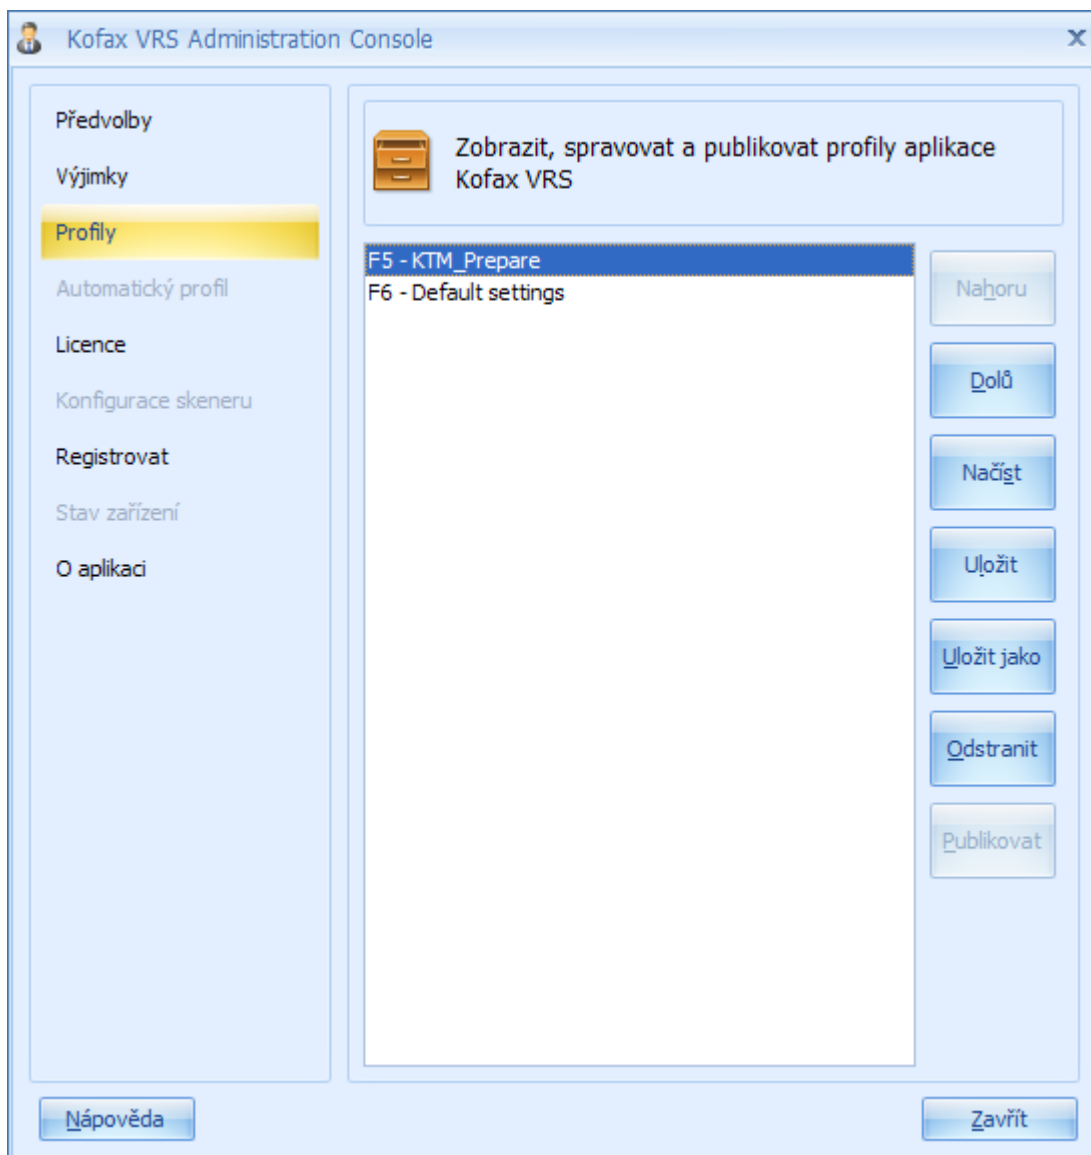 Kofax VRS Administration Console
Předvolby
Výjimky
Profily
Automatický profil
Licence
Konfigurace skeneru
Registrovat
Stav zařízení
O aplikaci
Zobrazit, spravovat a publikovat profily aplikace
Kofax VRS
F5 - KTM_Prepare
F6 - Default settings
Nahoru
Dolů
Načíst
Uložit
Uložit jako
Odstranit
Publikovat
Nápověda
Zavřít